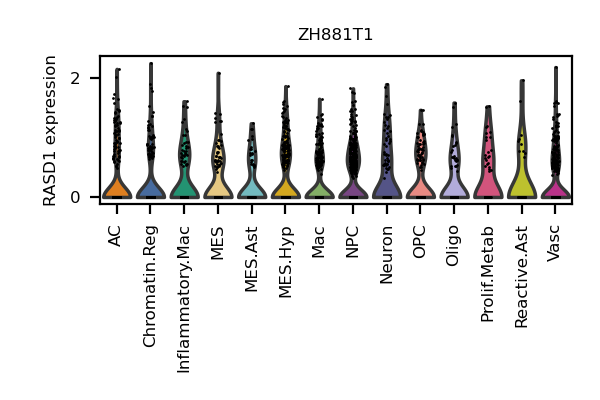 ZH881T1
RASD1 expression
2
0
AC
Chromatin.Reg
Inflammatory.Mac
MES
MES.Ast
MES.Hyp
Mac
NPC
Neuron
OPC
Oligo
Prolif.Metab
Reactive.Ast
Vasc